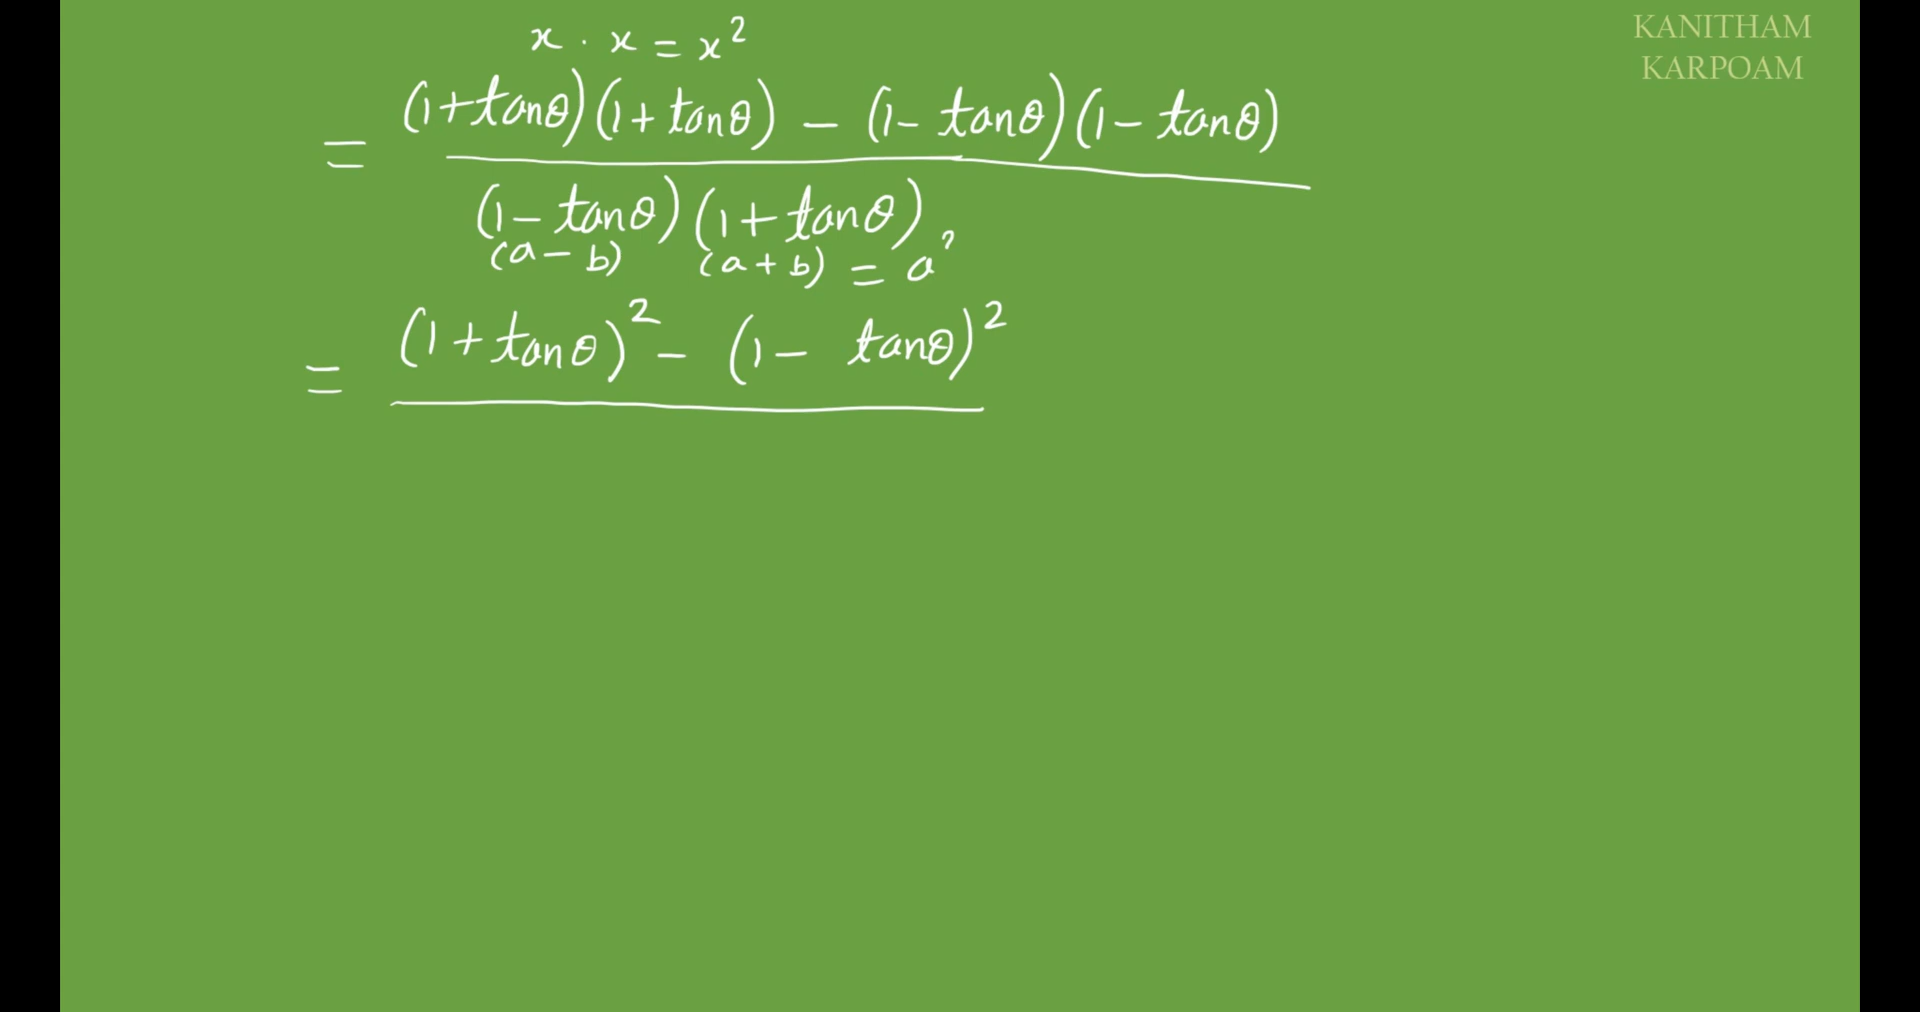 KANITHAM
KARPOAM
x · x = x²
= (1+tanθ)(1+tanθ) − (1− tanθ)(1− tanθ)
(1− tanθ)(1+tanθ)
(a − b) (a + b) = a²
= (1+tanθ)² − (1− tanθ)²